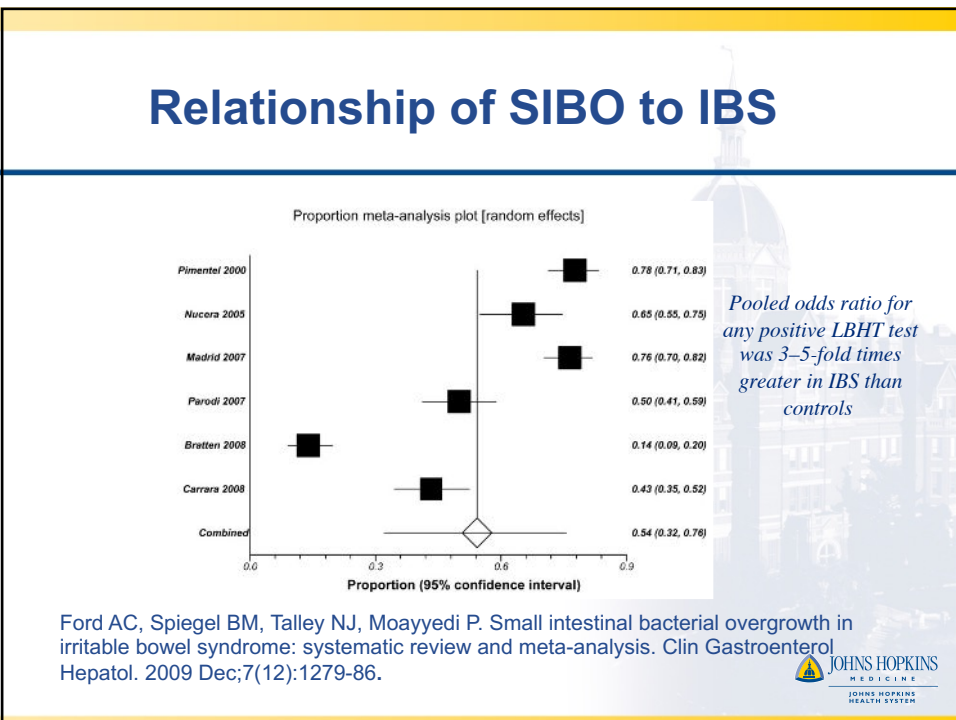 Relationship of SIBO to IBS
Proportion meta-analysis plot [random effects]
Pimentel 2000 0.78 (0.71, 0.83)
Nucera 2005 0.65 (0.55, 0.75)
Madrid 2007 0.76 (0.70, 0.82)
Parodi 2007 0.50 (0.41, 0.59)
Bratten 2008 0.14 (0.09, 0.20)
Carrara 2008 0.43 (0.35, 0.52)
Combined 0.54 (0.32, 0.76)
0.0 0.3 0.6 0.9
Proportion (95% confidence interval)
Pooled odds ratio for
any positive LBHT test
was 3–5-fold times
greater in IBS than
controls
Ford AC, Spiegel BM, Talley NJ, Moayyedi P. Small intestinal bacterial overgrowth in
irritable bowel syndrome: systematic review and meta-analysis. Clin Gastroenterol
Hepatol. 2009 Dec;7(12):1279-86.
JOHNS HOPKINS
MEDICINE
JOHNS HOPKINS
HEALTH SYSTEM